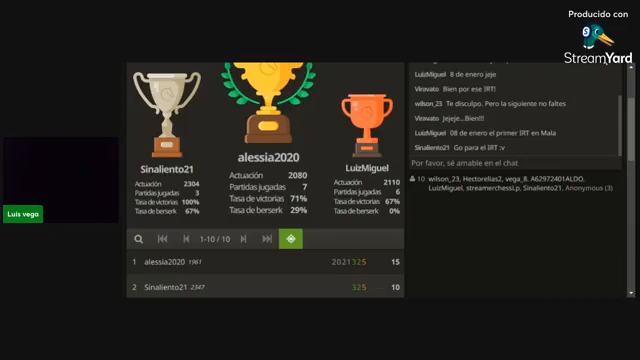 Producido con
StreamYard
LuizMiguel 8 de enero jeje
Viravato Bien por ese IRT!
wilson_23 Te disculpo. Pero la siguiente no faltes
Viravato Jejeje...Bien!!!
LuizMiguel 08 de enero el primer IRT en Mala
Sinaliento21 Go para el IRT :v
Por favor, sé amable en el chat
10 wilson_23, Hectorelias2, vega_8, A62972401ALDO,
LuizMiguel, streamerchessl.p, Sinaliento21, Anonymous (3)
Sinaliento21
Actuación 2304
Partidas jugadas 3
Tasa de victorias 100%
Tasa de berserk 67%
alessia2020
Actuación 2080
Partidas jugadas 7
Tasa de victorias 71%
Tasa de berserk 29%
LuizMiguel
Actuación 2110
Partidas jugadas 6
Tasa de victorias 67%
Tasa de berserk 0%
Luis vega
1-10 / 10
1 alessia2020 1961 2021325 15
2 Sinaliento21 2347 325 10